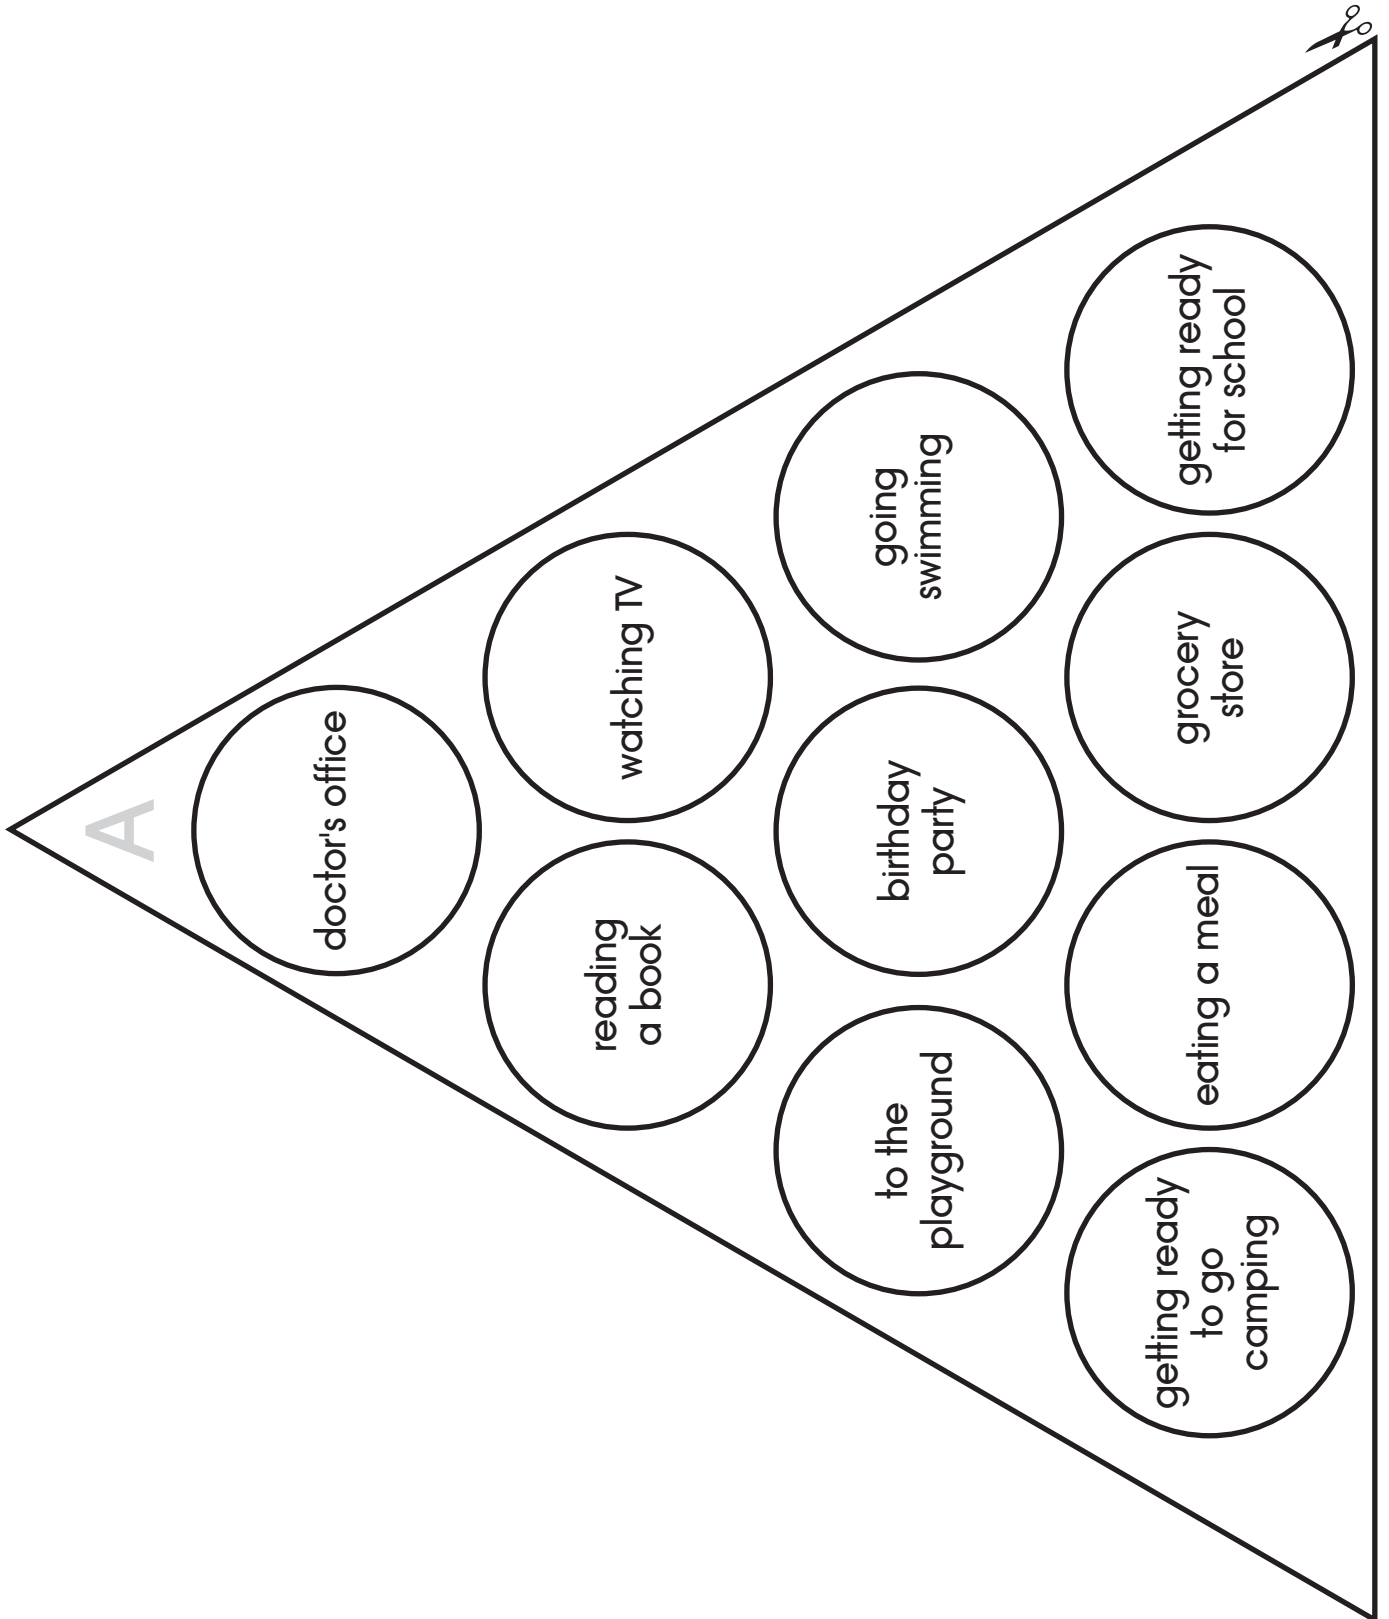 A
doctor's office
reading
a book
watching TV
to the
playground
birthday
party
going
swimming
getting ready
to go
camping
eating a meal
grocery
store
getting ready
for school